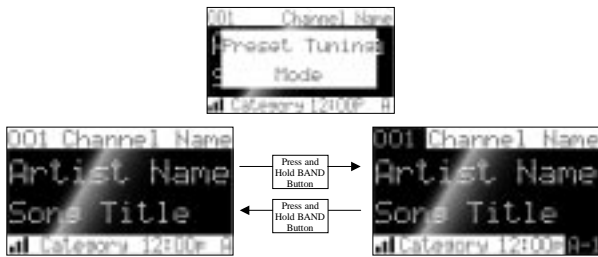 001 Channel Name
Preset Tuning
Mode
Category 12:00P A
001 Channel Name
Artist Name
Song Title
Category 12:00P A
Press and
Hold BAND
Button
Press and
Hold BAND
Button
001 Channel Name
Artist Name
Song Title
Category 12:00P A-1